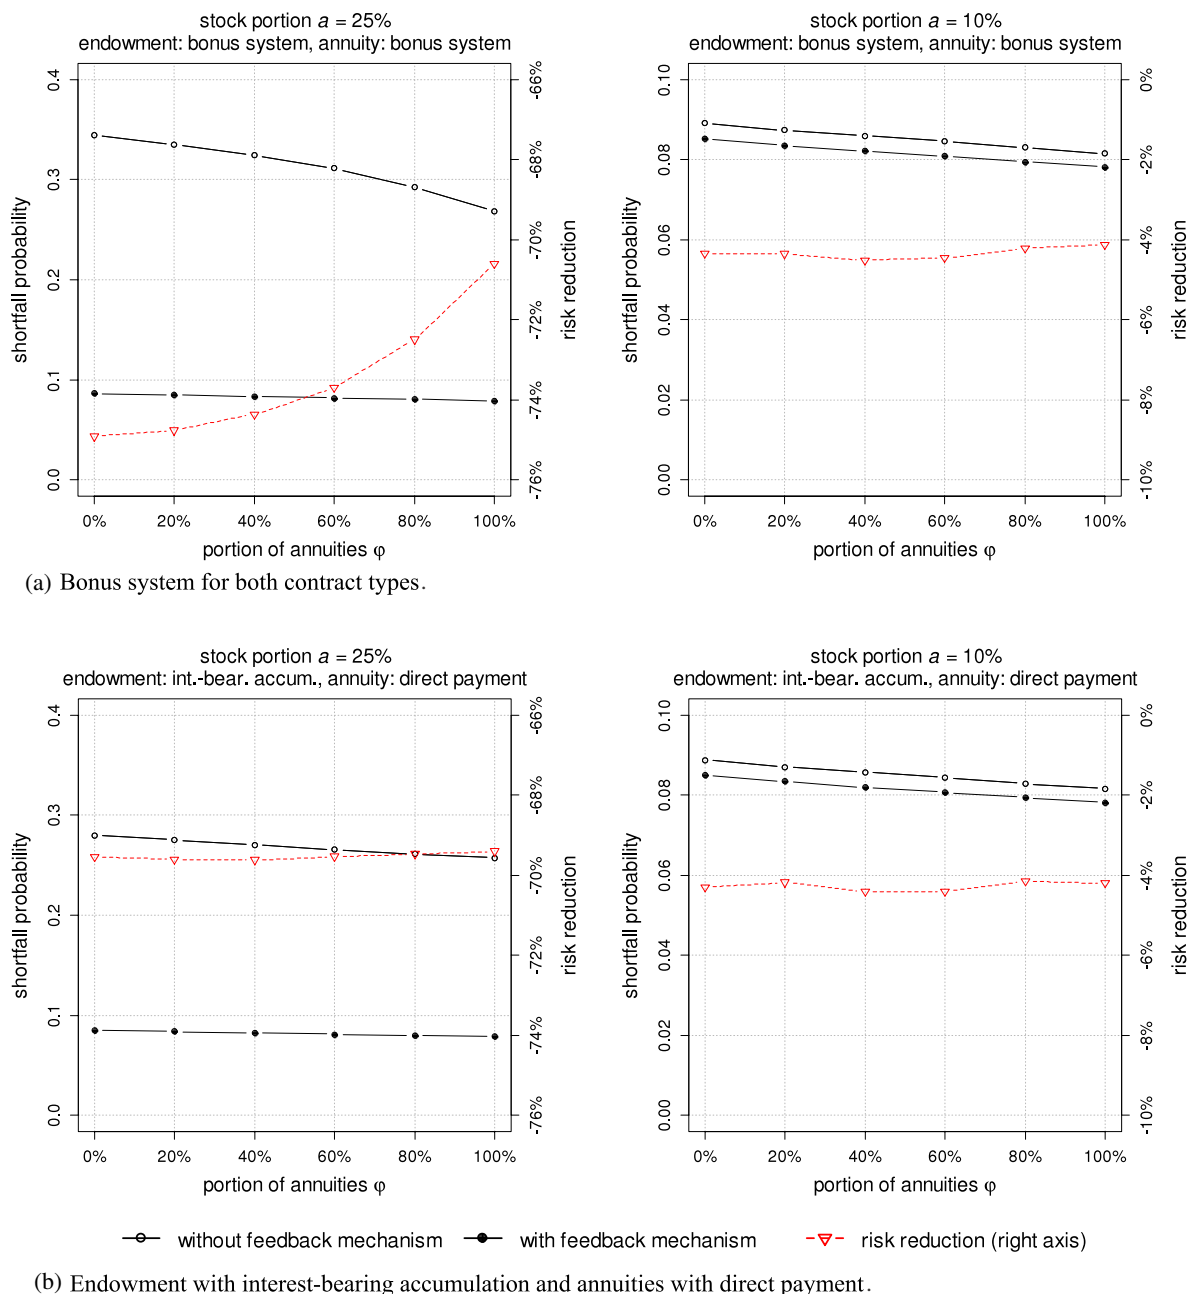 stock portion a = 25%
endowment: bonus system, annuity: bonus system
shortfall probability
0.4
0.3
0.2
0.1
0.0
-66%
-68%
-70%
-72%
-74%
-76%
risk reduction
0%
20%
40%
60%
80%
100%
portion of annuities φ
stock portion a = 10%
endowment: bonus system, annuity: bonus system
shortfall probability
0.10
0.08
0.06
0.04
0.02
0.00
0%
-2%
-4%
-6%
-8%
-10%
risk reduction
0%
20%
40%
60%
80%
100%
portion of annuities φ
(a) Bonus system for both contract types.
stock portion a = 25%
endowment: int.-bear. accum., annuity: direct payment
shortfall probability
0.4
0.3
0.2
0.1
0.0
-66%
-68%
-70%
-72%
-74%
-76%
risk reduction
0%
20%
40%
60%
80%
100%
portion of annuities φ
stock portion a = 10%
endowment: int.-bear. accum., annuity: direct payment
shortfall probability
0.10
0.08
0.06
0.04
0.02
0.00
0%
-2%
-4%
-6%
-8%
-10%
risk reduction
0%
20%
40%
60%
80%
100%
portion of annuities φ
without feedback mechanism
with feedback mechanism
risk reduction (right axis)
(b) Endowment with interest-bearing accumulation and annuities with direct payment.